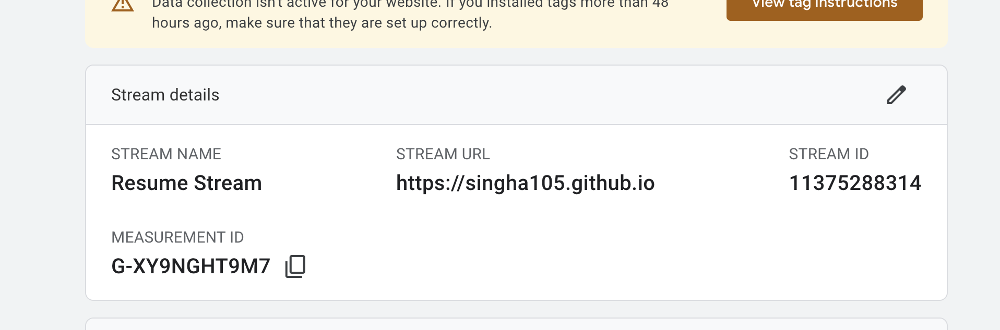 Data collection isn't active for your website. If you installed tags more than 48
hours ago, make sure that they are set up correctly.
View tag instructions
Stream details
STREAM NAME
Resume Stream
STREAM URL
https://singha105.github.io
STREAM ID
11375288314
MEASUREMENT ID
G-XY9NGHT9M7